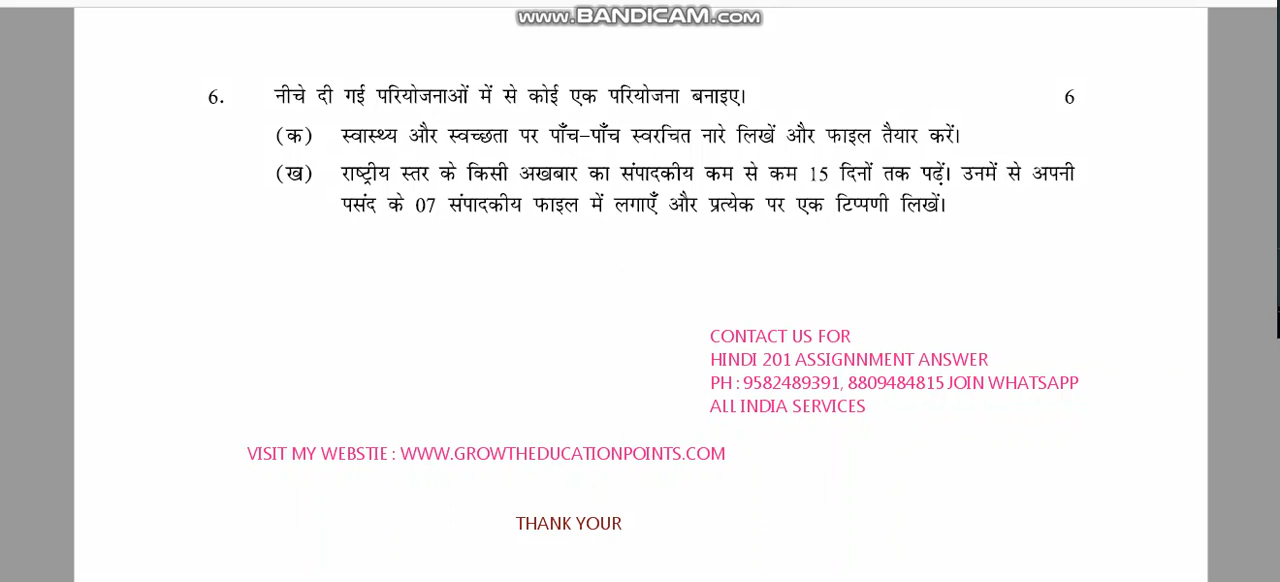 www.BANDICAM.com
6. नीचे दी गई परियोजनाओं में से कोई एक परियोजना बनाइए। 6
(क) स्वास्थ्य और स्वच्छता पर पाँच-पाँच स्वरचित नारे लिखें और फाइल तैयार करें।
(ख) राष्ट्रीय स्तर के किसी अखबार का संपादकीय कम से कम 15 दिनों तक पढ़ें। उनमें से अपनी
पसंद के 07 संपादकीय फाइल में लगाएँ और प्रत्येक पर एक टिप्पणी लिखें।
CONTACT US FOR
HINDI 201 ASSIGNNMENT ANSWER
PH : 9582489391, 8809484815 JOIN WHATSAPP
ALL INDIA SERVICES
VISIT MY WEBSTIE : WWW.GROWTHEDUCATIONPOINTS.COM
THANK YOUR